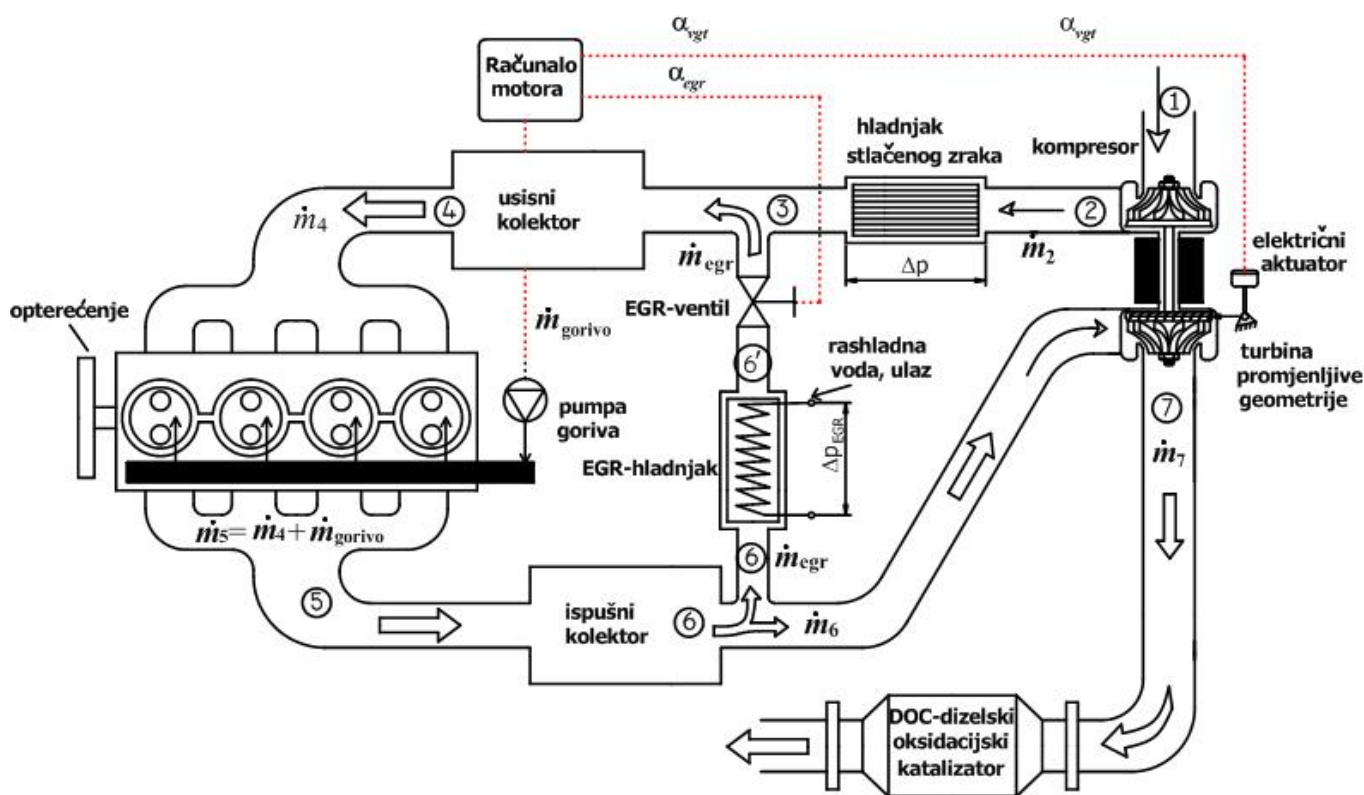 α_vgt
α_vgt
Računalo
motora
α_egr
1
hladnjak
stlačenog zraka
kompresor
usisni
kolektor
ṁ₄
4
3
2
ṁ_egr
Δp
ṁ₂
električni
aktuator
EGR-ventil
opterećenje
ṁ_gorivo
6'
rashladna
voda, ulaz
turbina
promjenljive
geometrije
pumpa
goriva
7
Δp_EGR
EGR-hladnjak
ṁ₇
ṁ₅= ṁ₄+ ṁ_gorivo
6
ṁ_egr
5
ispušni
kolektor
6
ṁ₆
DOC-dizelski
oksidacijski
katalizator